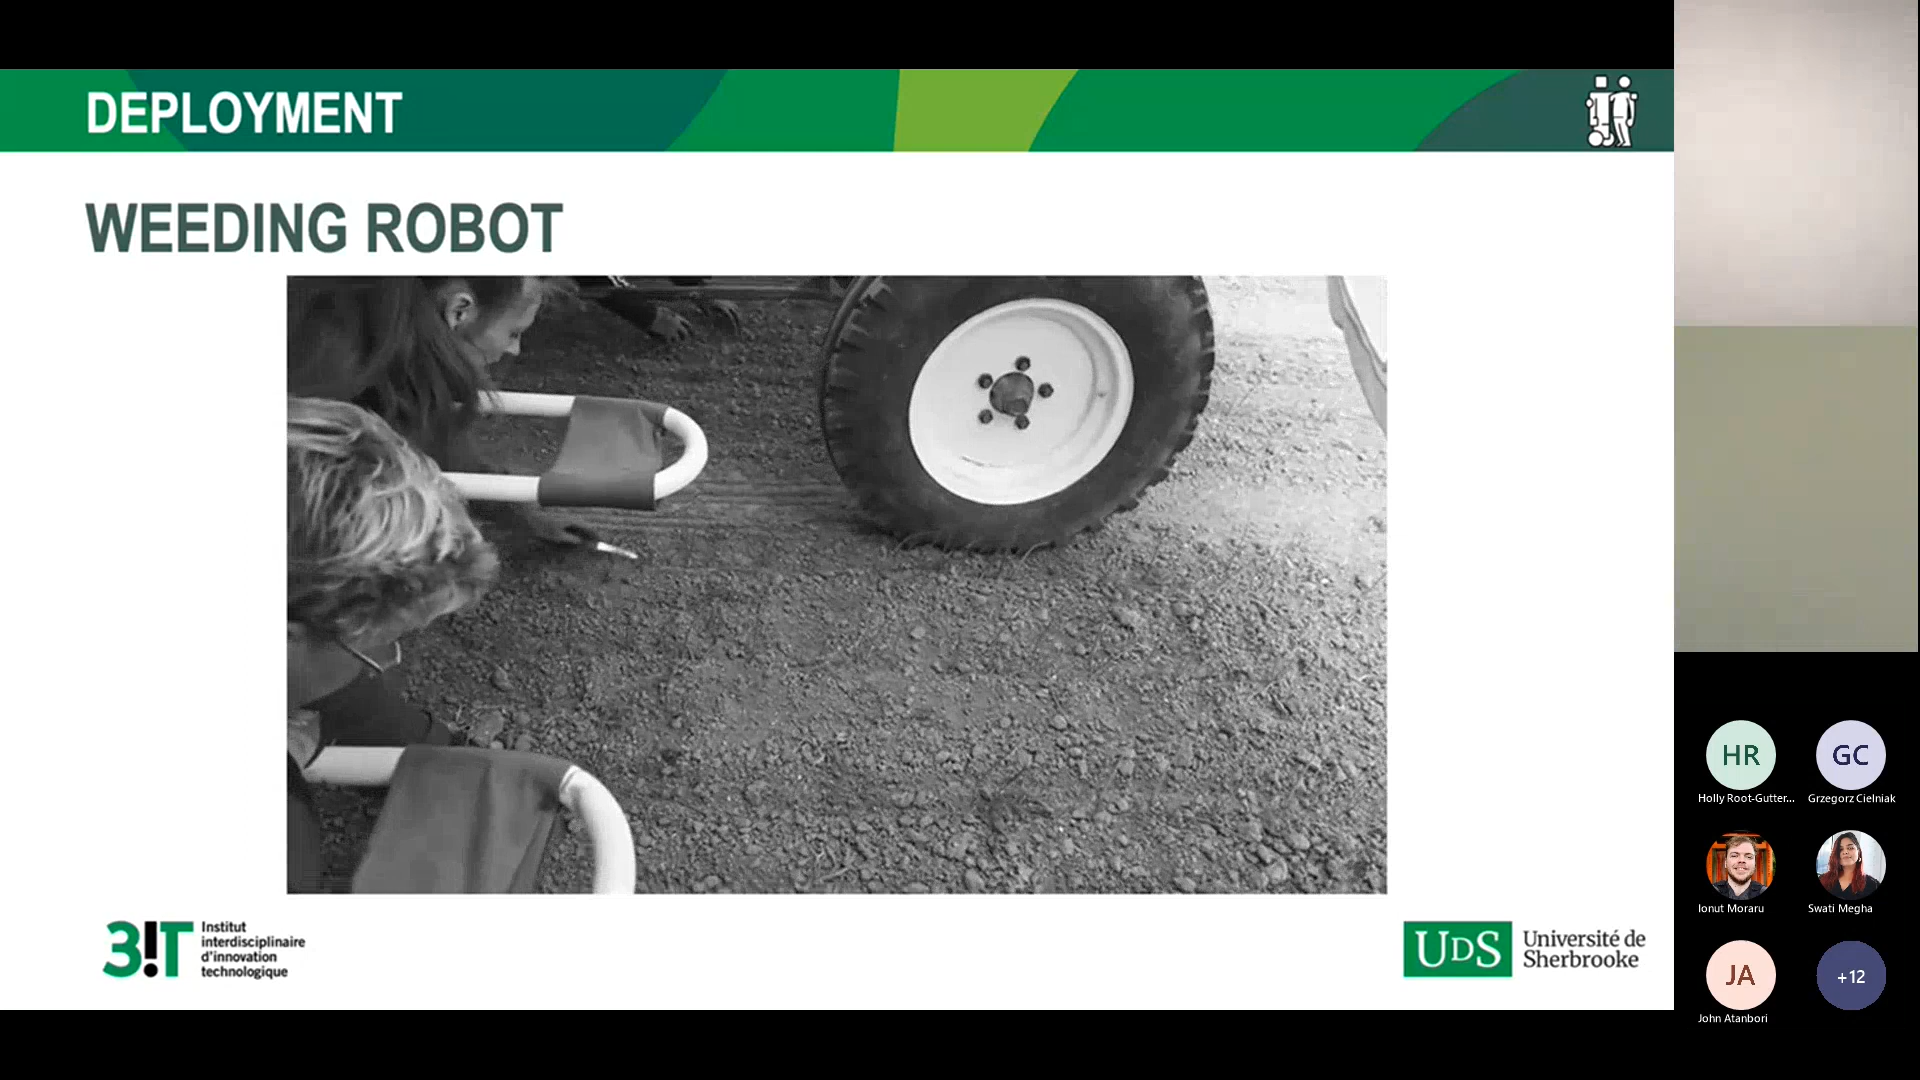 DEPLOYMENT
WEEDING ROBOT
3!T
Institut
interdisciplinaire
d'innovation
technologique
UDS
Université de
Sherbrooke
HR
GC
Holly Root-Gutter...
Grzegorz Cielniak
Ionut Moraru
Swati Megha
JA
+12
John Atanbori